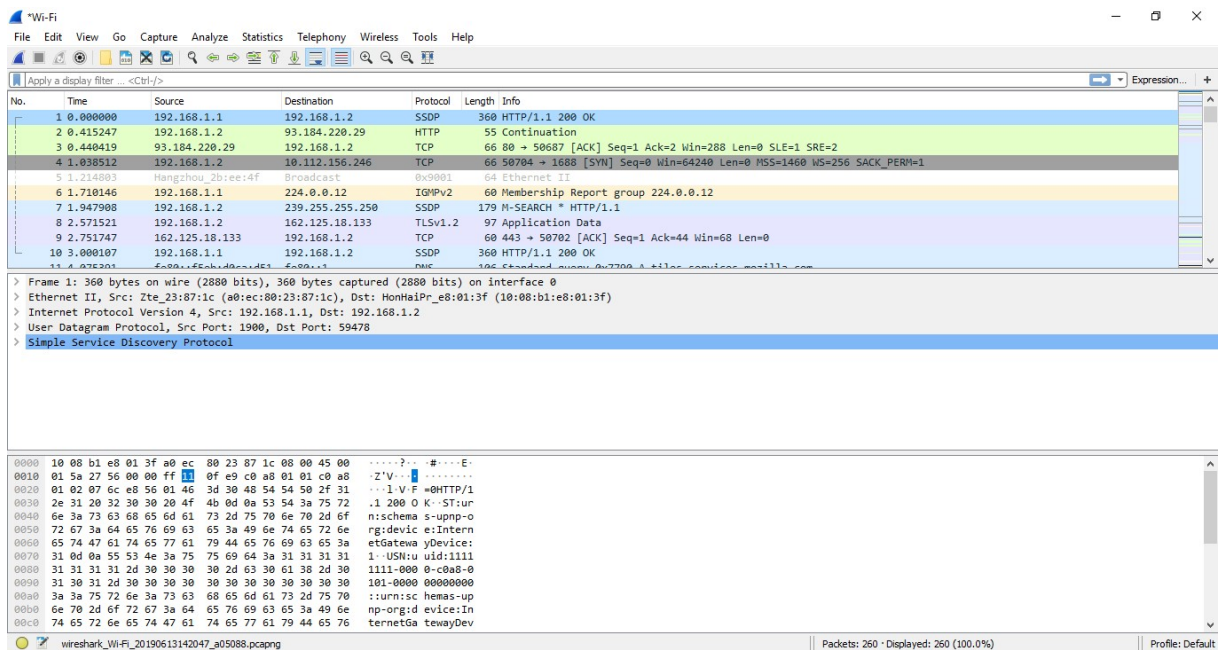 *Wi-Fi
File Edit View Go Capture Analyze Statistics Telephony Wireless Tools Help
Apply a display filter ... <Ctrl-/> Expression... +
No. Time Source Destination Protocol Length Info
1 0.000000 192.168.1.1 192.168.1.2 SSDP 360 HTTP/1.1 200 OK
2 0.415247 192.168.1.2 93.184.220.29 HTTP 55 Continuation
3 0.440419 93.184.220.29 192.168.1.2 TCP 66 80 → 50687 [ACK] Seq=1 Ack=2 Win=288 Len=0 SLE=1 SRE=2
4 1.038512 192.168.1.2 10.112.156.246 TCP 66 50704 → 1688 [SYN] Seq=0 Win=64240 Len=0 MSS=1460 WS=256 SACK_PERM=1
5 1.214803 Hangzhou_2b:ee:4f Broadcast 0x9001 64 Ethernet II
6 1.710146 192.168.1.1 224.0.0.12 IGMPv2 60 Membership Report group 224.0.0.12
7 1.947908 192.168.1.2 239.255.255.250 SSDP 179 M-SEARCH * HTTP/1.1
8 2.571521 192.168.1.2 162.125.18.133 TLSv1.2 97 Application Data
9 2.751747 162.125.18.133 192.168.1.2 TCP 60 443 → 50702 [ACK] Seq=1 Ack=44 Win=68 Len=0
10 3.000107 192.168.1.1 192.168.1.2 SSDP 360 HTTP/1.1 200 OK
> Frame 1: 360 bytes on wire (2880 bits), 360 bytes captured (2880 bits) on interface 0
> Ethernet II, Src: Zte_23:87:1c (a0:ec:80:23:87:1c), Dst: HonHaiPr_e8:01:3f (10:08:b1:e8:01:3f)
> Internet Protocol Version 4, Src: 192.168.1.1, Dst: 192.168.1.2
> User Datagram Protocol, Src Port: 1900, Dst Port: 59478
> Simple Service Discovery Protocol
0000 10 08 b1 e8 01 3f a0 ec 80 23 87 1c 08 00 45 00 ·····?·· ·#····E·
0010 01 5a 27 56 00 00 ff 11 0f e9 c0 a8 01 01 c0 a8 ·Z'V···· ········
0020 01 02 07 6c e8 56 01 46 3d 30 48 54 54 50 2f 31 ···l·V·F =0HTTP/1
0030 2e 31 20 32 30 30 20 4f 4b 0d 0a 53 54 3a 75 72 .1 200 O K··ST:ur
0040 6e 3a 73 63 68 65 6d 61 73 2d 75 70 6e 70 2d 6f n:schema s-upnp-o
0050 72 67 3a 64 65 76 69 63 65 3a 49 6e 74 65 72 6e rg:devic e:Intern
0060 65 74 47 61 74 65 77 61 79 44 65 76 69 63 65 3a etGatewa yDevice:
0070 31 0d 0a 55 53 4e 3a 75 75 69 64 3a 31 31 31 31 1··USN:u uid:1111
0080 31 31 31 31 2d 30 30 30 30 2d 63 30 61 38 2d 30 1111-000 0-c0a8-0
0090 31 30 31 2d 30 30 30 30 30 30 30 30 30 30 30 30 101-0000 00000000
00a0 3a 3a 75 72 6e 3a 73 63 68 65 6d 61 73 2d 75 70 ::urn:sc hemas-up
00b0 6e 70 2d 6f 72 67 3a 64 65 76 69 63 65 3a 49 6e np-org:d evice:In
00c0 74 65 72 6e 65 74 47 61 74 65 77 61 79 44 65 76 ternetGa tewayDev
wireshark_Wi-Fi_20190613142047_a05088.pcapng Packets: 260 · Displayed: 260 (100.0%) Profile: Default